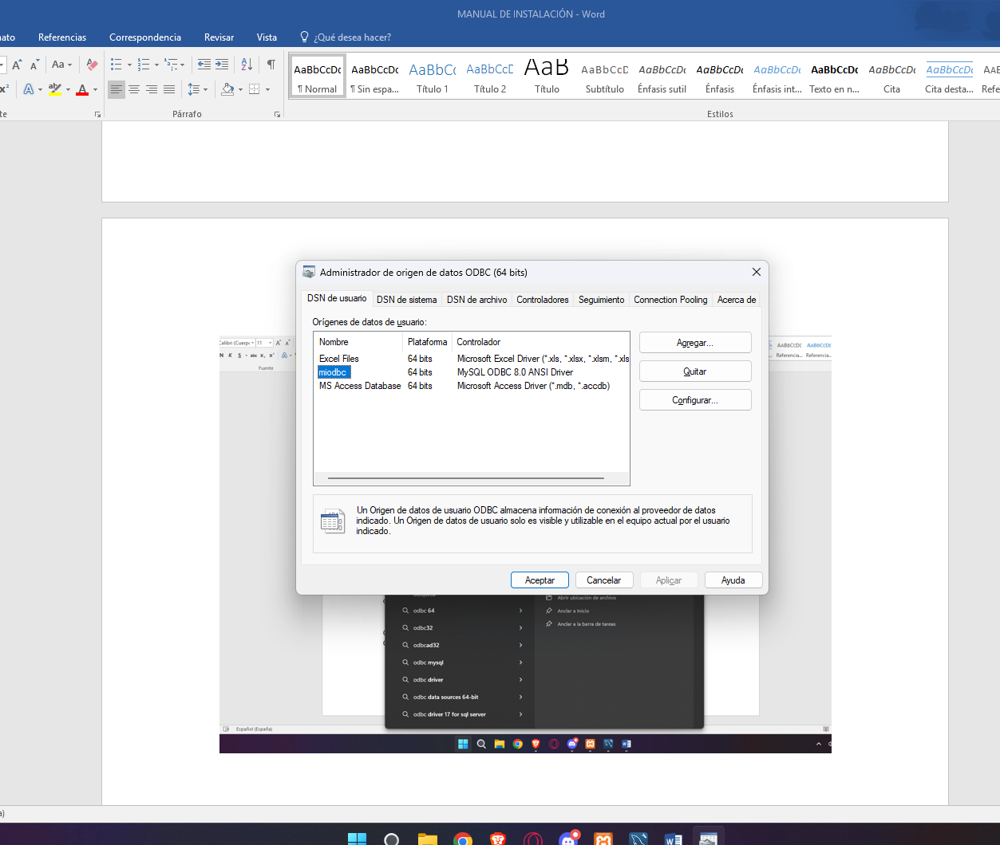 MANUAL DE INSTALACIÓN - Word
ato Referencias Correspondencia Revisar Vista ¿Qué desea hacer?
Aa
AaBbCcDc AaBbCcDc AaBbCc AaBbCcD AaB AaBbCcD AaBbCcDc AaBbCcDc AaBbCcDc AaBbCcDc AaBbCcDc AaBbCcDc AaB
¶ Normal ¶ Sin espa... Título 1 Título 2 Título Subtítulo Énfasis sutil Énfasis Énfasis int... Texto en n... Cita Cita desta... Refe
te Párrafo Estilos
Administrador de origen de datos ODBC (64 bits)
DSN de usuario DSN de sistema DSN de archivo Controladores Seguimiento Connection Pooling Acerca de
Orígenes de datos de usuario:
Nombre Plataforma Controlador
Excel Files 64 bits Microsoft Excel Driver (*.xls, *.xlsx, *.xlsm, *.xls
miodbc 64 bits MySQL ODBC 8.0 ANSI Driver
MS Access Database 64 bits Microsoft Access Driver (*.mdb, *.accdb)
Agregar...
Quitar
Configurar...
Un Origen de datos de usuario ODBC almacena información de conexión al proveedor de datos
indicado. Un Origen de datos de usuario solo es visible y utilizable en el equipo actual por el usuario
indicado.
Aceptar Cancelar Aplicar Ayuda
Calibri (Cuerpo 11
N K S abc
Fuente
AABBCCDC AABBCCDC
Referencia... Referencia...
Abrir ubicación de archivo
Anclar a Inicio
Anclar a la barra de tareas
odbc 64
odbc32
odbcad32
odbc mysql
odbc driver
odbc data sources 64-bit
odbc driver 17 for sql server
Español (España)
a)